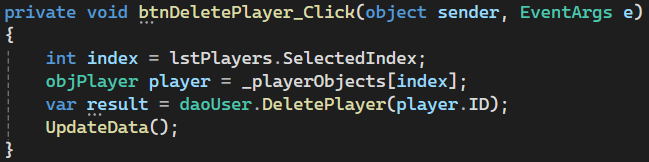 private void btnDeletePlayer_Click(object sender, EventArgs e)
{
    int index = lstPlayers.SelectedIndex;
    objPlayer player = _playerObjects[index];
    var result = daoUser.DeletePlayer(player.ID);
    UpdateData();
}